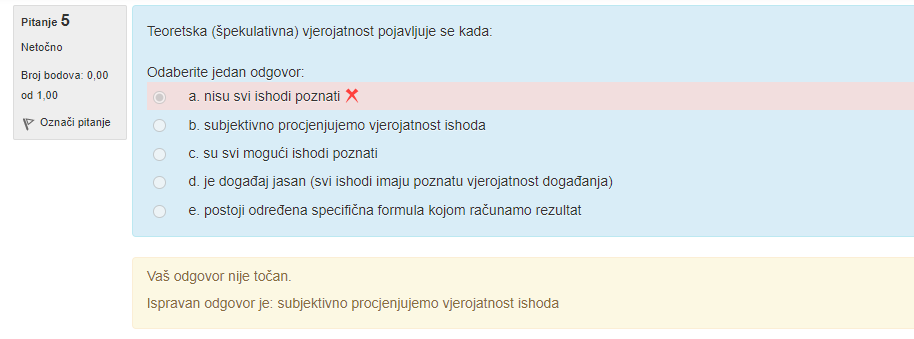 Pitanje 5
Netočno
Broj bodova: 0,00
od 1,00
Označi pitanje
Teoretska (špekulativna) vjerojatnost pojavljuje se kada:
Odaberite jedan odgovor:
a. nisu svi ishodi poznati
b. subjektivno procjenjujemo vjerojatnost ishoda
c. su svi mogući ishodi poznati
d. je događaj jasan (svi ishodi imaju poznatu vjerojatnost događanja)
e. postoji određena specifična formula kojom računamo rezultat
Vaš odgovor nije točan.
Ispravan odgovor je: subjektivno procjenjujemo vjerojatnost ishoda